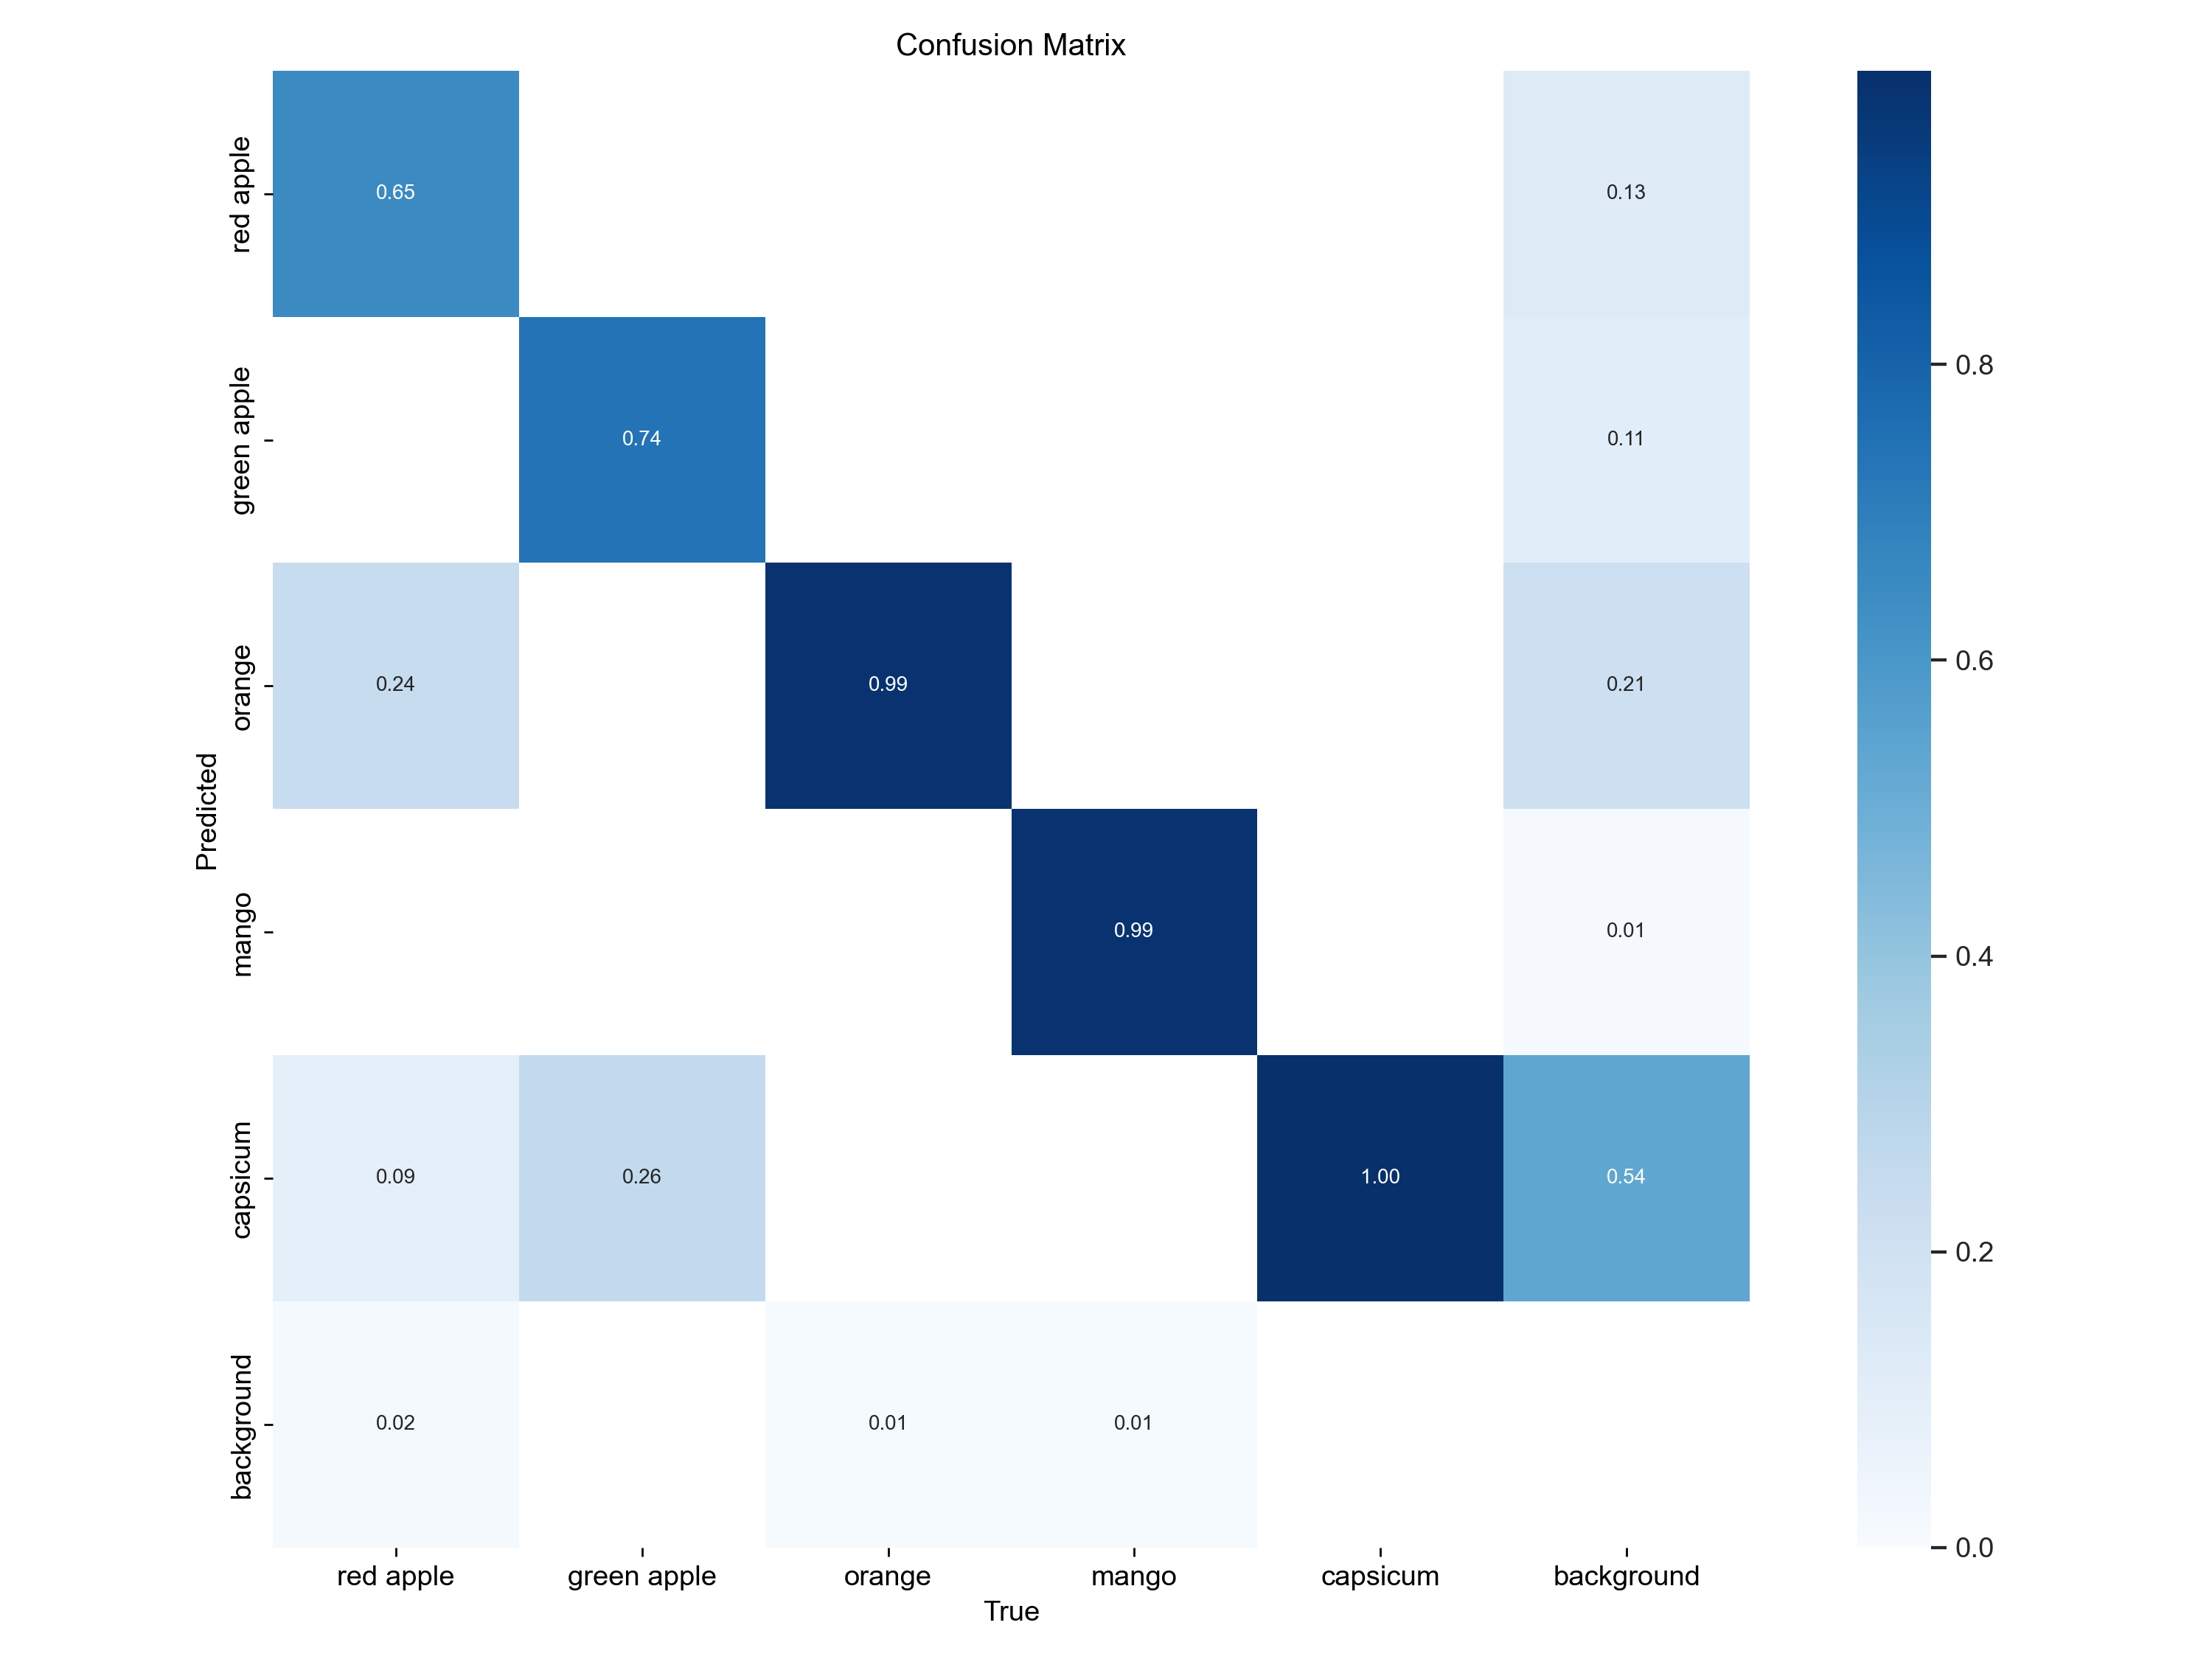 Confusion Matrix
red apple
0.65
0.13
green apple
0.74
0.11
0.8
orange
0.24
0.99
0.21
0.6
Predicted
mango
0.99
0.01
0.4
capsicum
0.09
0.26
1.00
0.54
0.2
background
0.02
0.01
0.01
0.0
red apple
green apple
orange
mango
capsicum
background
True